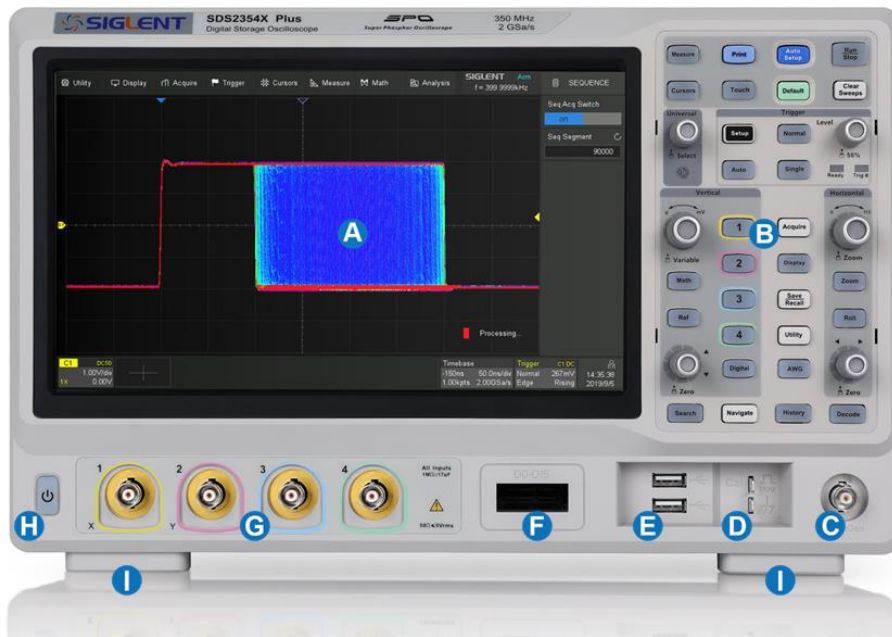 SIGLENT SDS2354X Plus
Digital Storage Oscilloscope
SPO
Super Phosphor Oscilloscope
350 MHz
2 GSa/s
Utility Display Acquire Trigger Cursors Measure Math Analysis
SIGLENT Arm
f = 399.9999kHz
SEQUENCE
Seq Acq Switch
on
Seq Segment
90000
A
Processing...
C1 DC50
1.00V/div
1X 0.00V
Timebase
-150ns 50.0ns/div
1.00kpts 2.00GSa/s
Trigger C1 DC
Normal 267mV
Edge Rising
14:35:38
2019/9/5
Measure Print Auto Setup Run Stop
Cursors Touch Default Clear Sweeps
Universal
Select
Trigger
Setup Normal Level
50%
Auto Single
Ready Trig'd
Vertical
Horizontal
mV
Variable
1 B Acquire
Zoom
2 Display
Math
Zoom
3 Save Recall
Ref
Roll
4 Utility
Digital AWG
Zero
Zero
Search Navigate History Decode
1 2 3 4
X Y
All Inputs
D0-D15
H G F E D C
I I